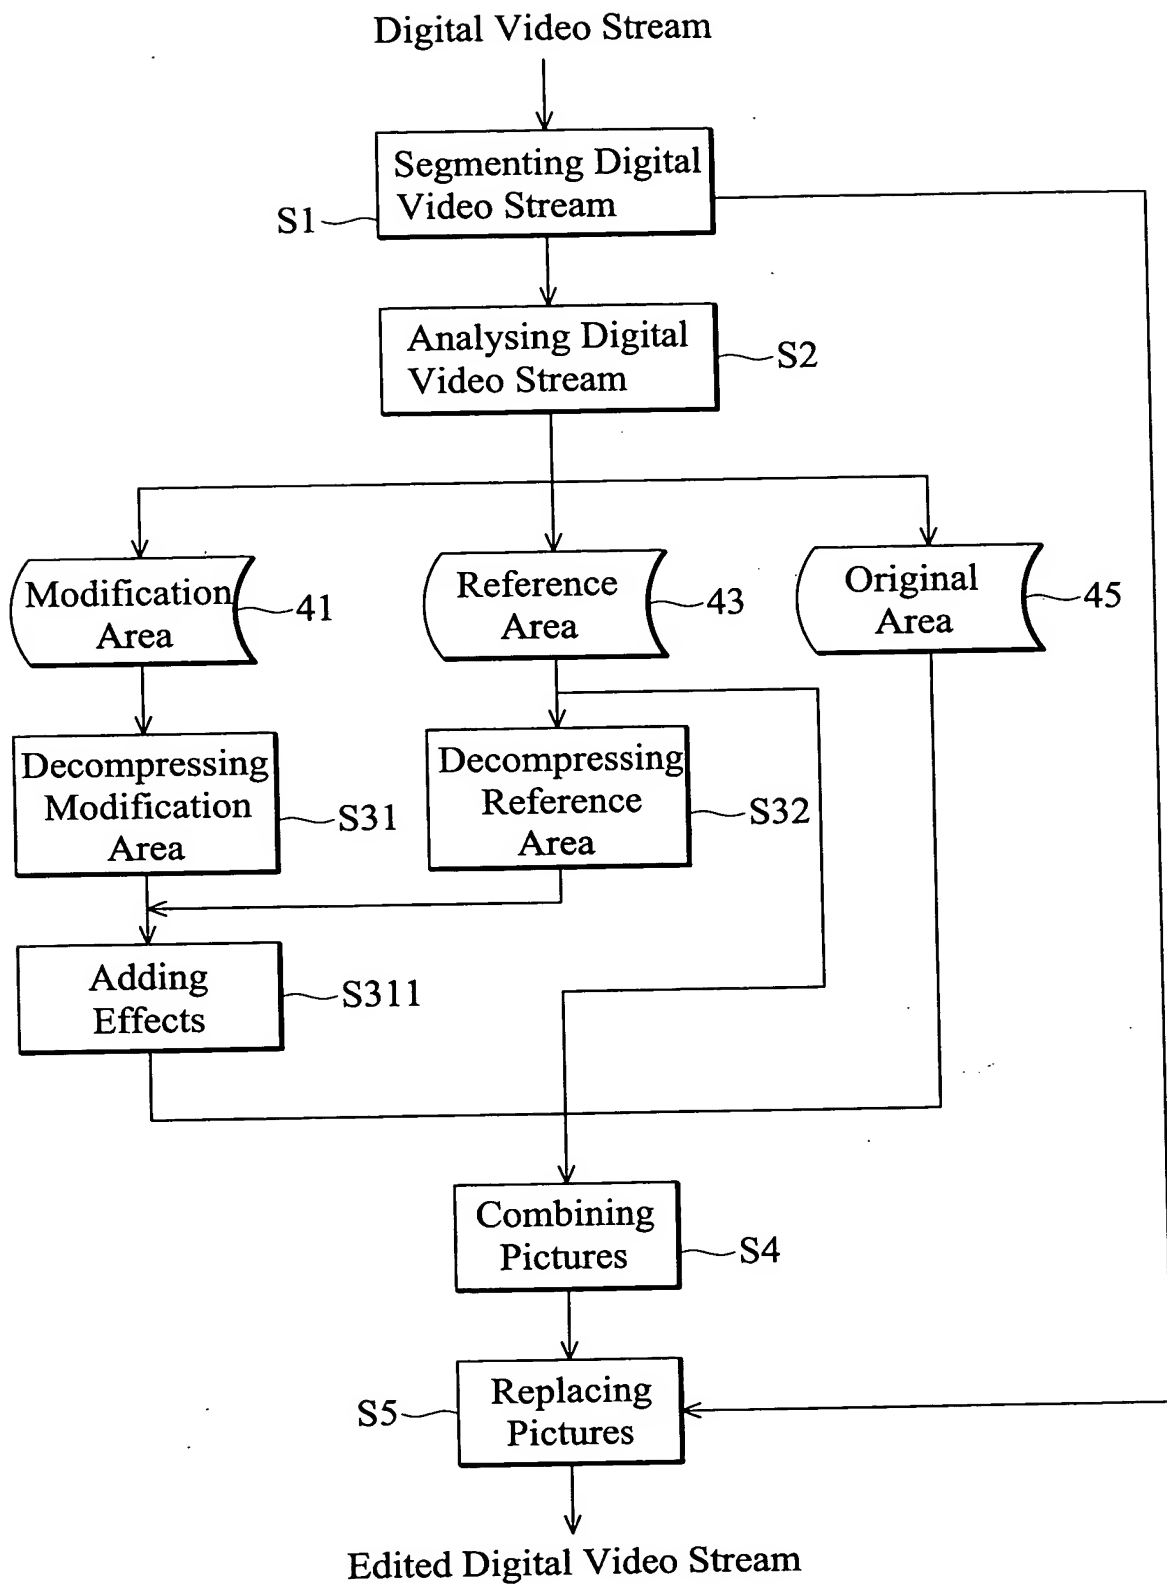 Digital Video Stream
Segmenting Digital
Video Stream
S1
Analysing Digital
Video Stream
S2
Modification
Area
41
Reference
Area
43
Original
Area
45
Decompressing
Modification
Area
S31
Decompressing
Reference
Area
S32
Adding
Effects
S311
Combining
Pictures
S4
Replacing
Pictures
S5
Edited Digital Video Stream